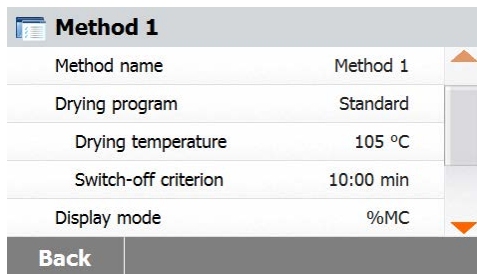 Method 1
Method name Method 1
Drying program Standard
Drying temperature 105 °C
Switch-off criterion 10:00 min
Display mode %MC
Back